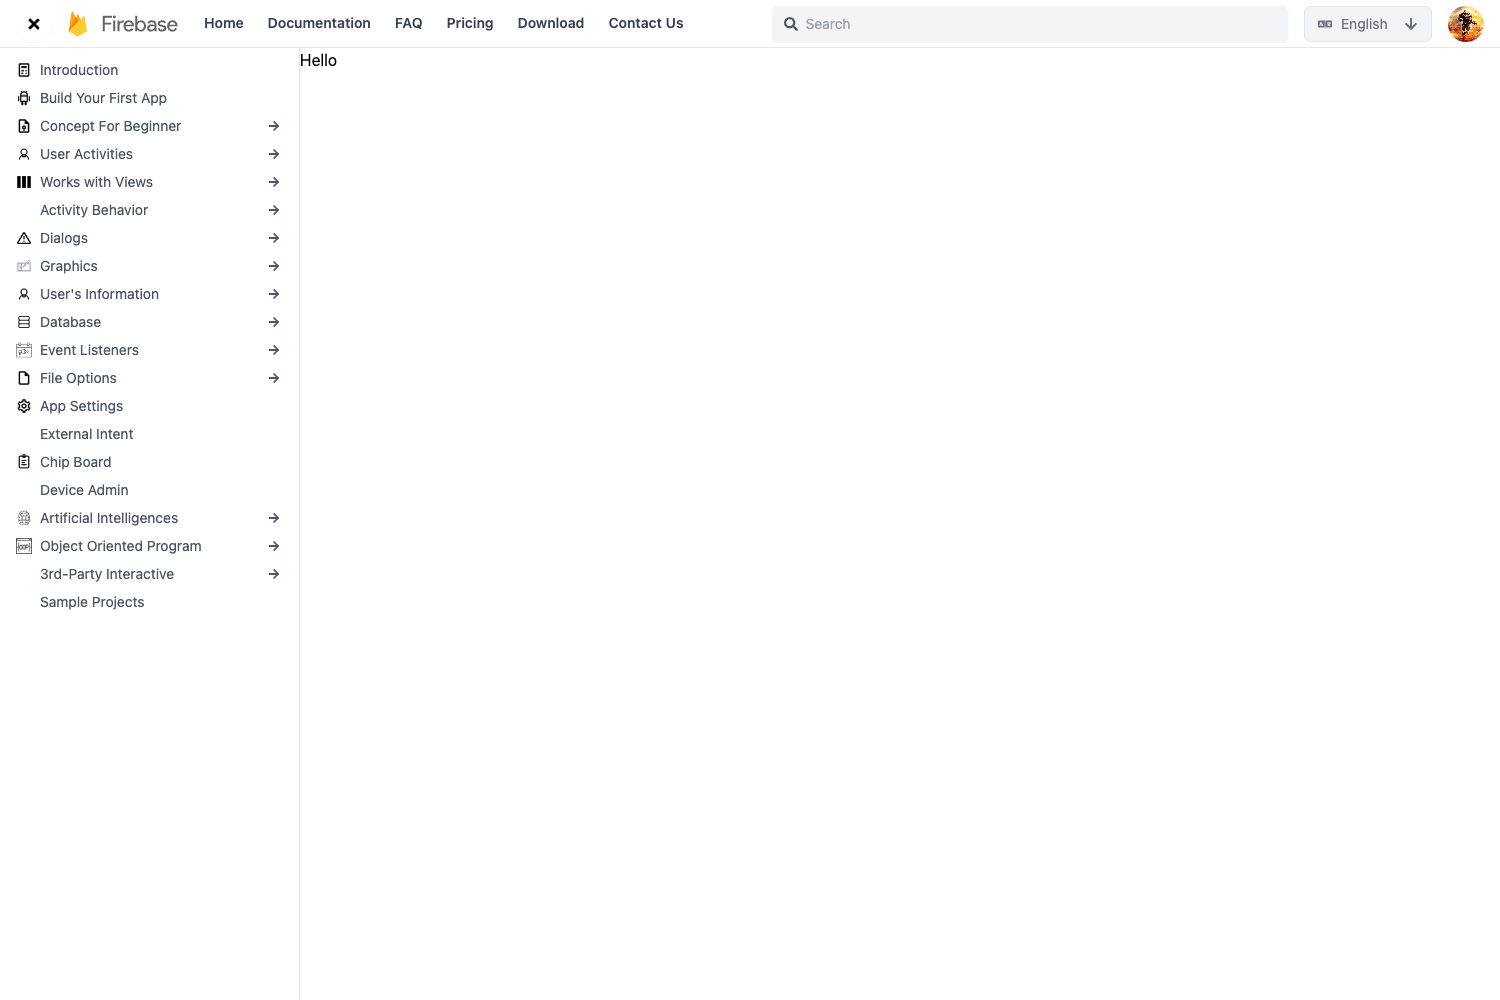 Firebase
Home
Documentation
FAQ
Pricing
Download
Contact Us
Search
English
Introduction
Build Your First App
Concept For Beginner
User Activities
Works with Views
Activity Behavior
Dialogs
Graphics
User's Information
Database
Event Listeners
File Options
App Settings
External Intent
Chip Board
Device Admin
Artificial Intelligences
Object Oriented Program
3rd-Party Interactive
Sample Projects
Hello